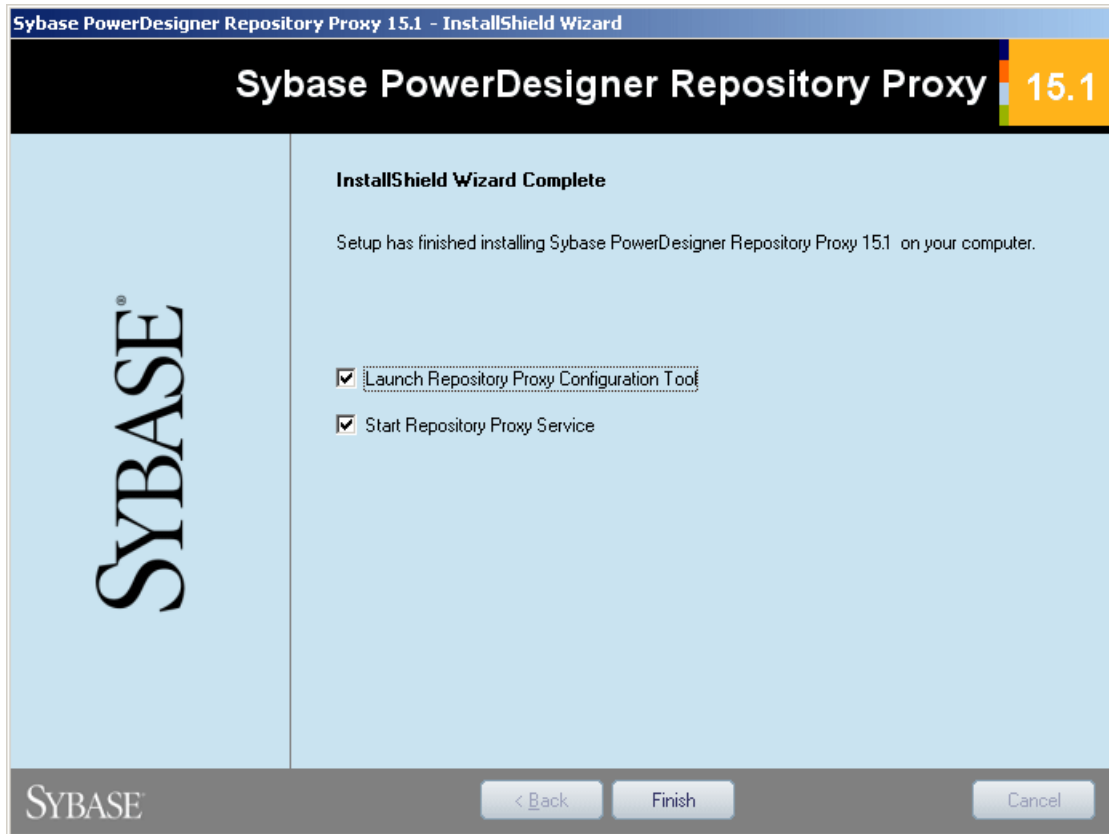 Sybase PowerDesigner Repository Proxy 15.1 - InstallShield Wizard
Sybase PowerDesigner Repository Proxy 15.1
InstallShield Wizard Complete
Setup has finished installing Sybase PowerDesigner Repository Proxy 15.1 on your computer.
SYBASE®
Launch Repository Proxy Configuration Tool
Start Repository Proxy Service
SYBASE
< Back
Finish
Cancel